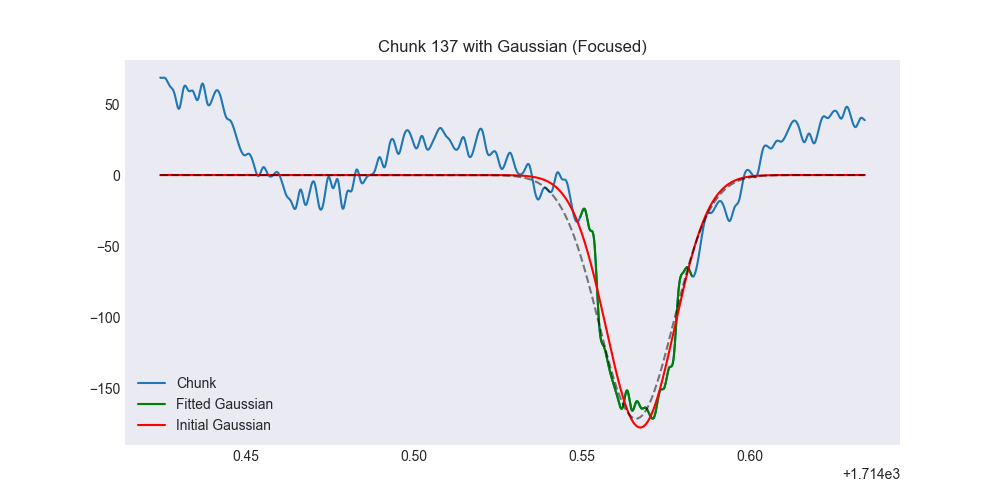 Chunk 137 with Gaussian (Focused)
50
0
−50
−100
−150
Chunk
Fitted Gaussian
Initial Gaussian
0.45 0.50 0.55 0.60
+1.714e3